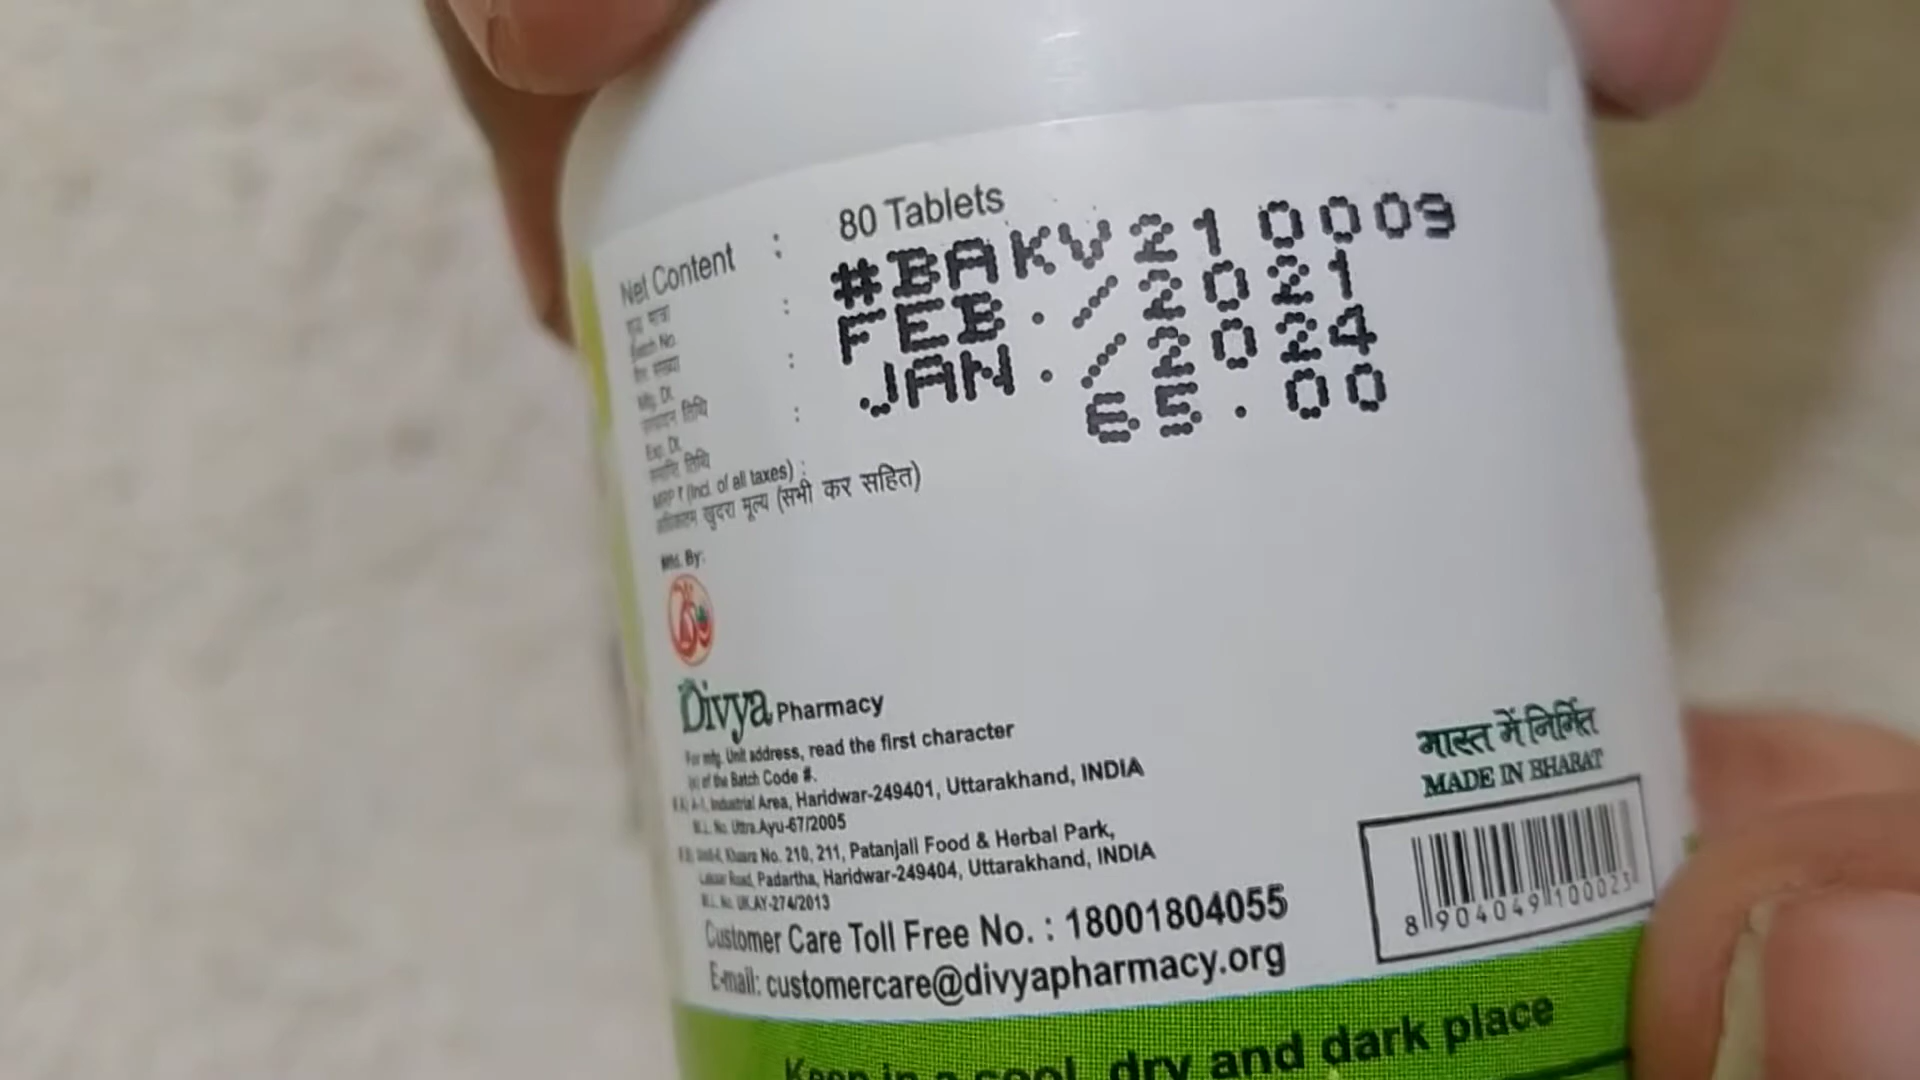 Net Content : 80 Tablets
शुद्ध मात्रा
Batch No. : #BAKV210009
बैच संख्या
Mfg. Dt. : FEB./2021
उत्पादन तिथि
Exp. Dt. : JAN./2024
समाप्ति तिथि
MRP ₹ (Incl. of all taxes) : 65.00
अधिकतम खुदरा मूल्य (सभी कर सहित)
Mfd. By:
Divya Pharmacy
For mfg. Unit address, read the first character
(s) of the Batch Code #.
A-1, Industrial Area, Haridwar-249401, Uttarakhand, INDIA
M.L. No. Uttra.Ayu-67/2005
Khasra No. 210, 211, Patanjali Food & Herbal Park,
Laksar Road, Padartha, Haridwar-249404, Uttarakhand, INDIA
M.L. No. UK.AY-274/2013
Customer Care Toll Free No. : 18001804055
E-mail: customercare@divyapharmacy.org
भारत में निर्मित
MADE IN BHARAT
8 904049 100023
Keep in a cool, dry and dark place